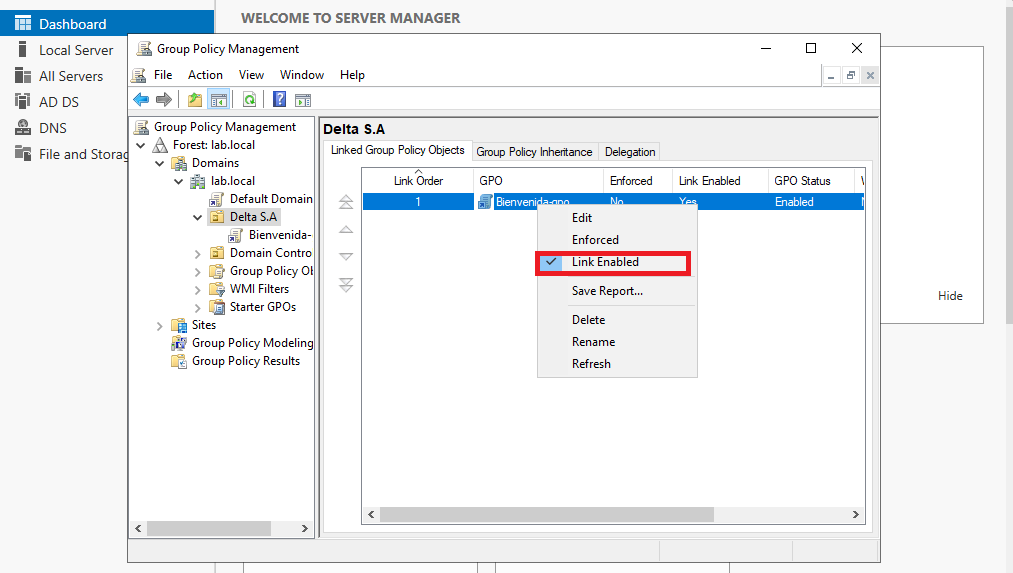 Dashboard
Local Server
All Servers
AD DS
DNS
File and Storag
WELCOME TO SERVER MANAGER
Group Policy Management
File Action View Window Help
Group Policy Management
Forest: lab.local
Domains
lab.local
Default Domain
Delta S.A
Bienvenida-
Domain Contro
Group Policy Ob
WMI Filters
Starter GPOs
Sites
Group Policy Modeling
Group Policy Results
Delta S.A
Linked Group Policy Objects Group Policy Inheritance Delegation
Link Order GPO Enforced Link Enabled GPO Status
1 Bienvenida-gpo No Yes Enabled
Edit
Enforced
Link Enabled
Save Report...
Delete
Rename
Refresh
Hide